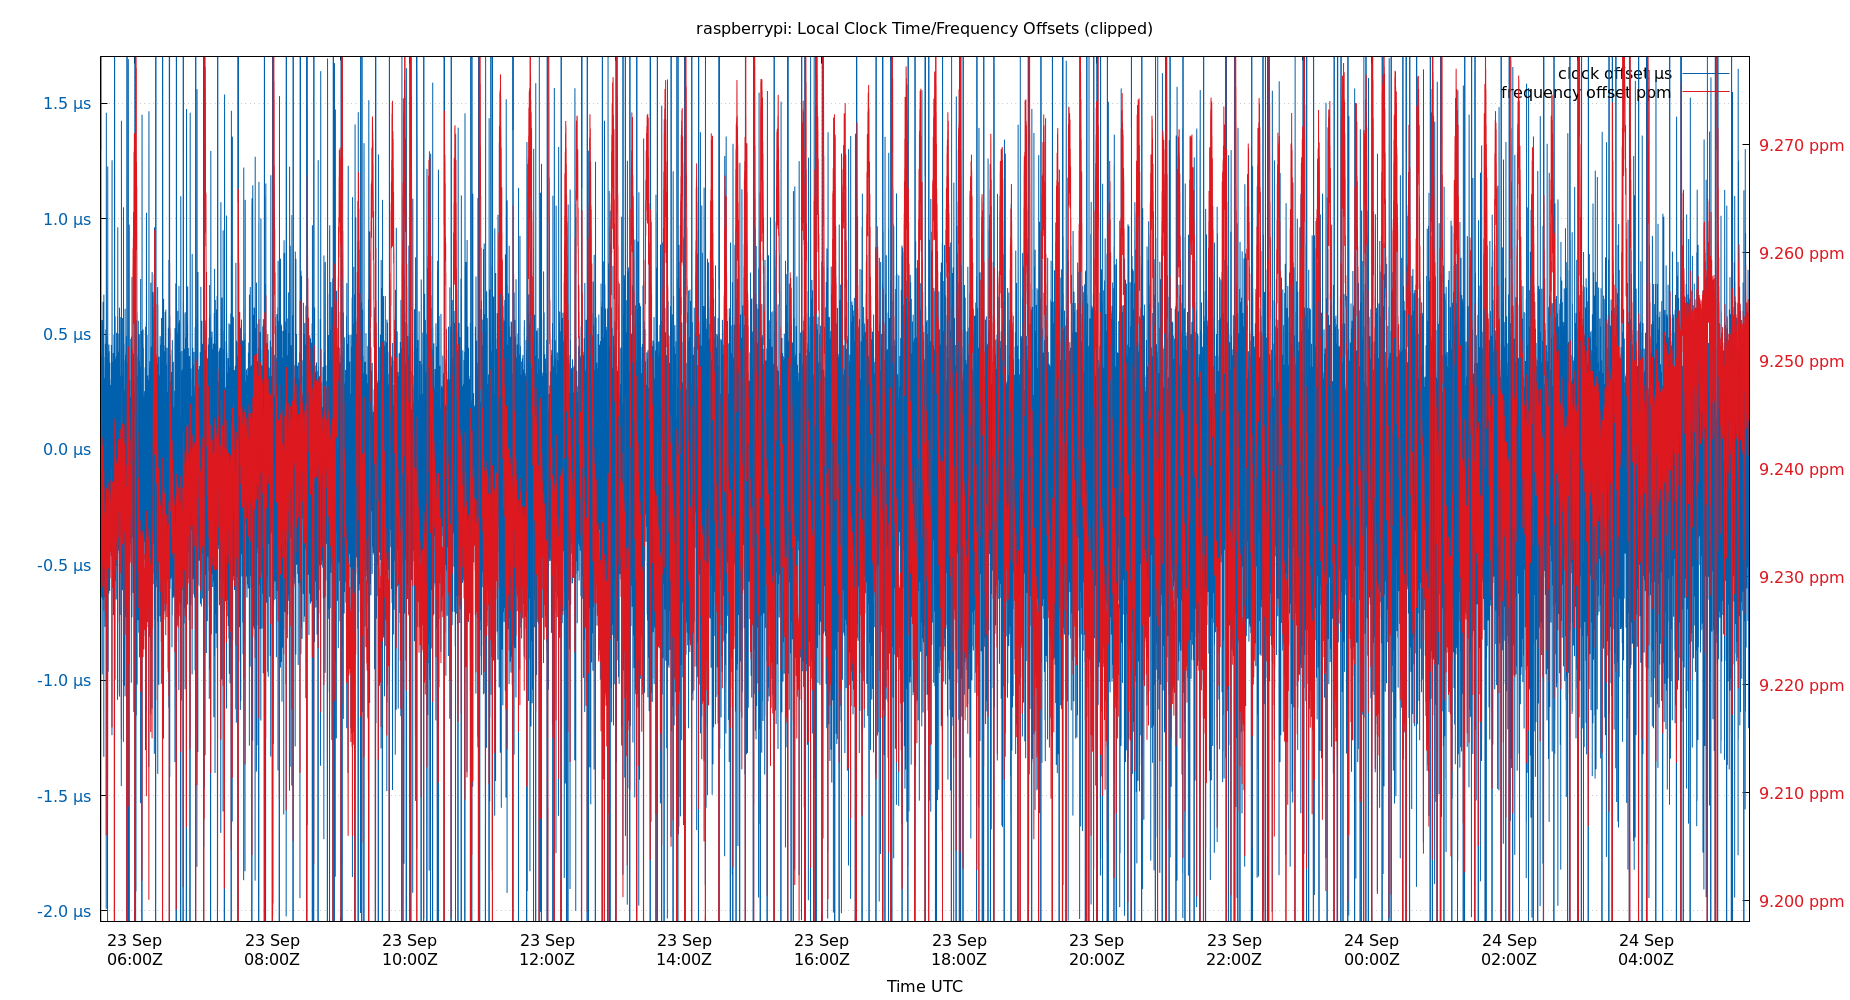 raspberrypi: Local Clock Time/Frequency Offsets (clipped)
clock offset µs
frequency offset ppm
1.5 µs
1.0 µs
0.5 µs
0.0 µs
-0.5 µs
-1.0 µs
-1.5 µs
-2.0 µs
9.270 ppm
9.260 ppm
9.250 ppm
9.240 ppm
9.230 ppm
9.220 ppm
9.210 ppm
9.200 ppm
23 Sep 23 Sep 23 Sep 23 Sep 23 Sep 23 Sep 23 Sep 23 Sep 23 Sep 24 Sep 24 Sep 24 Sep
06:00Z 08:00Z 10:00Z 12:00Z 14:00Z 16:00Z 18:00Z 20:00Z 22:00Z 00:00Z 02:00Z 04:00Z
Time UTC